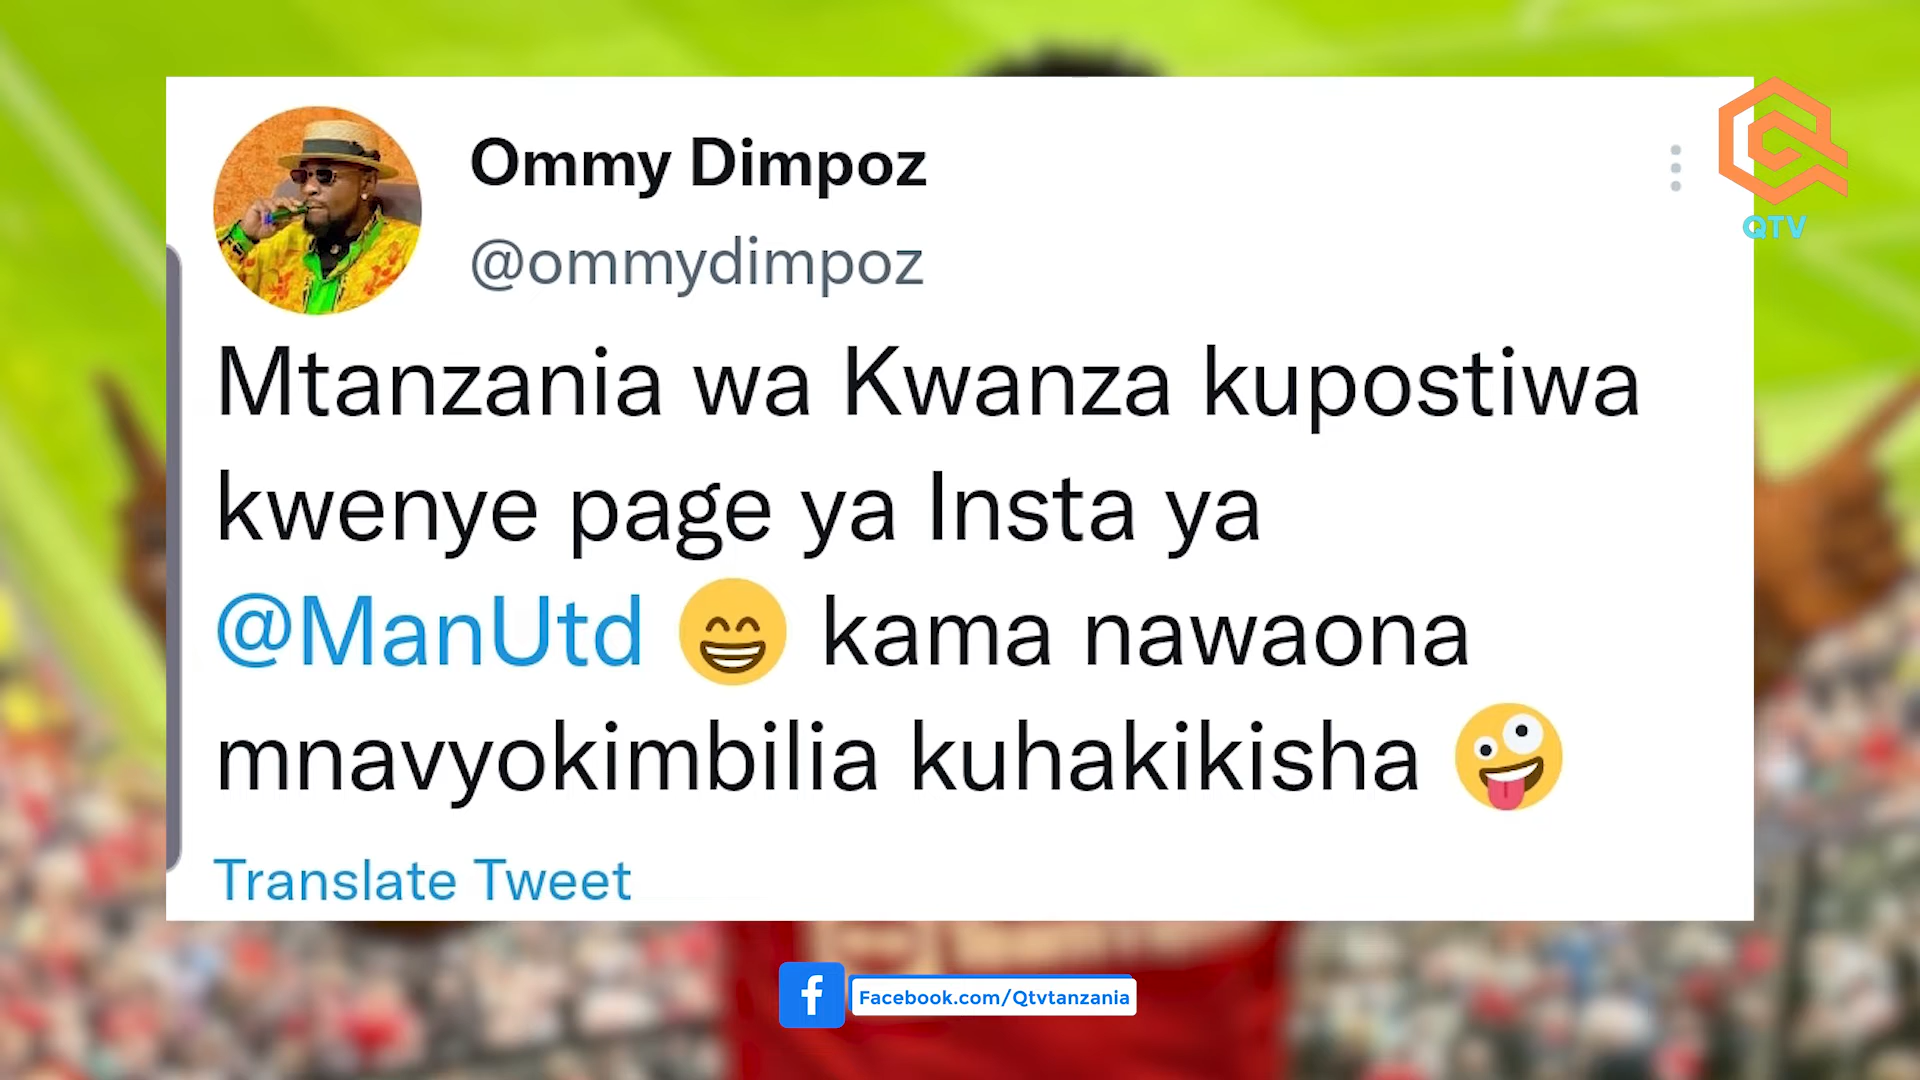 Ommy Dimpoz
@ommydimpoz
QTV
Mtanzania wa Kwanza kupostiwa
kwenye page ya Insta ya
@ManUtd 😄 kama nawaona
mnavyokimbilia kuhakikisha 🤪
Translate Tweet
f Facebook.com/Qtvtanzania